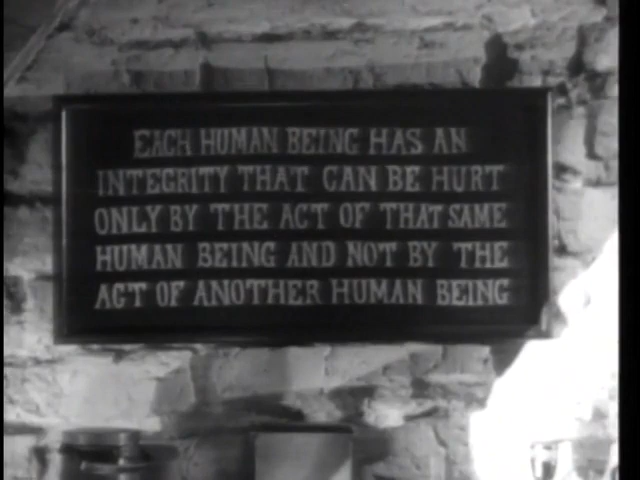 EACH HUMAN BEING HAS AN
INTEGRITY THAT CAN BE HURT
ONLY BY THE ACT OF THAT SAME
HUMAN BEING AND NOT BY THE
ACT OF ANOTHER HUMAN BEING